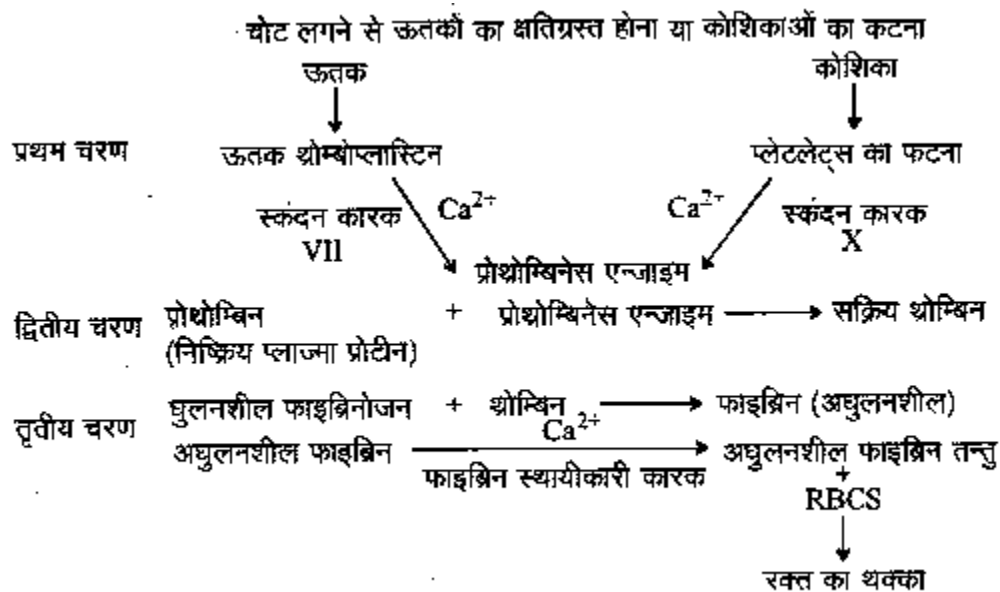 चोट लगने से ऊतकों का क्षतिग्रस्त होना या कोशिकाओं का कटना
ऊतक कोशिका
प्रथम चरण ऊतक थ्रोम्बोप्लास्टिन प्लेटलेट्स का फटना
स्कंदन कारक Ca²⁺ Ca²⁺ स्कंदन कारक
VII X
प्रोथ्रोम्बिनेस एन्जाइम
द्वितीय चरण प्रोथ्रोम्बिन + प्रोथ्रोम्बिनेस एन्जाइम सक्रिय थ्रोम्बिन
(निष्क्रिय प्लाज्मा प्रोटीन)
तृतीय चरण घुलनशील फाइब्रिनोजन + थ्रोम्बिन फाइब्रिन (अघुलनशील)
Ca²⁺
अघुलनशील फाइब्रिन अघुलनशील फाइब्रिन तन्तु
फाइब्रिन स्थायीकारी कारक +
RBCS
रक्त का थक्का